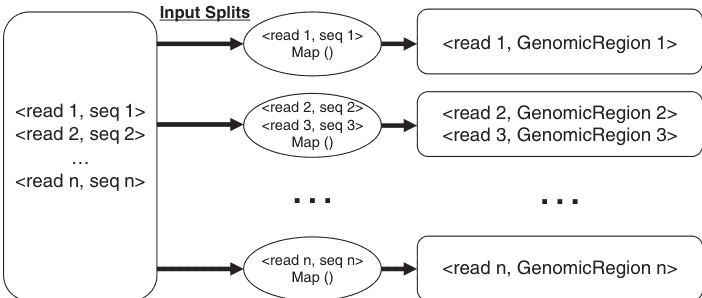 Input Splits
<read 1, seq 1>
<read 2, seq 2>
...
<read n, seq n>
<read 1, seq 1>
Map ()
<read 1, GenomicRegion 1>
<read 2, seq 2>
<read 3, seq 3>
Map ()
<read 2, GenomicRegion 2>
<read 3, GenomicRegion 3>
...
...
<read n, seq n>
Map ()
<read n, GenomicRegion n>